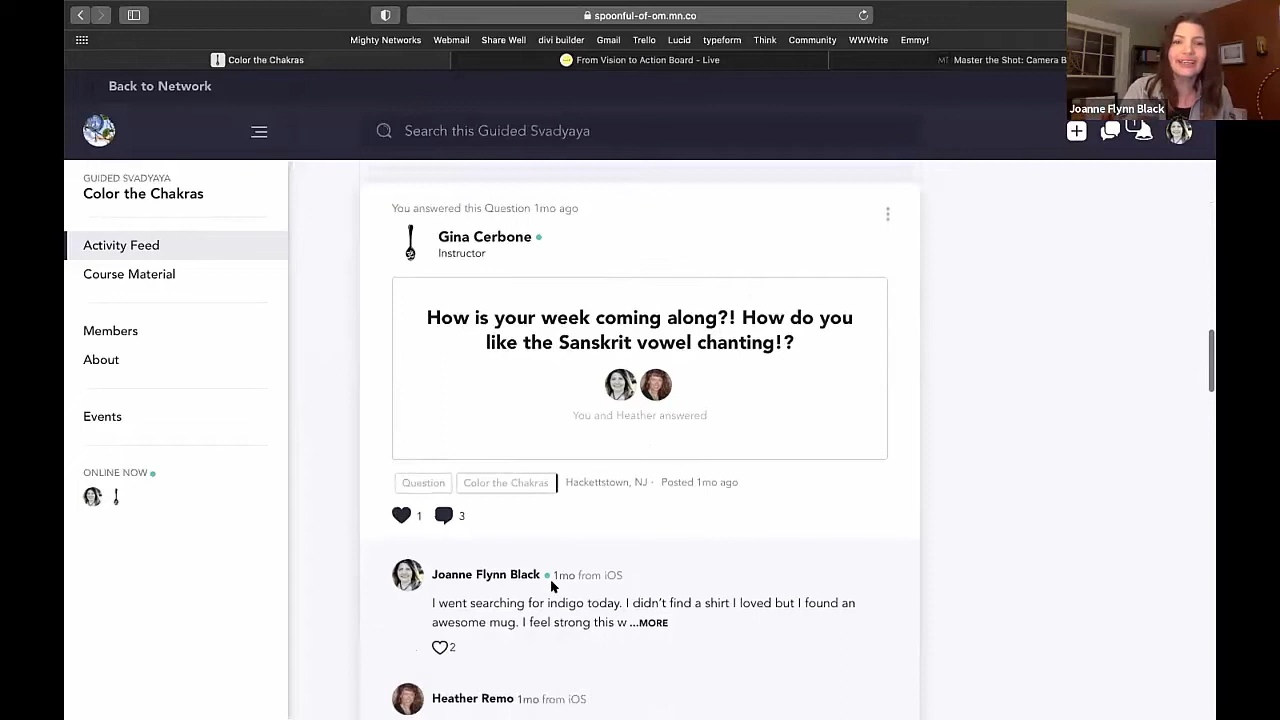 spoonful-of-om.mn.co
Mighty Networks Webmail Share Well divi builder Gmail Trello Lucid typeform Think Community WWWrite Emmy!
Color the Chakras From Vision to Action Board - Live MT Master the Shot: Camera B
Joanne Flynn Black
Back to Network
Search this Guided Svadyaya
GUIDED SVADYAYA
Color the Chakras
Activity Feed
Course Material
Members
About
Events
ONLINE NOW
You answered this Question 1mo ago
Gina Cerbone
Instructor
How is your week coming along?! How do you
like the Sanskrit vowel chanting!?
You and Heather answered
Question Color the Chakras Hackettstown, NJ · Posted 1mo ago
1 3
Joanne Flynn Black 1mo from iOS
I went searching for indigo today. I didn't find a shirt I loved but I found an
awesome mug. I feel strong this w ...MORE
2
Heather Remo 1mo from iOS